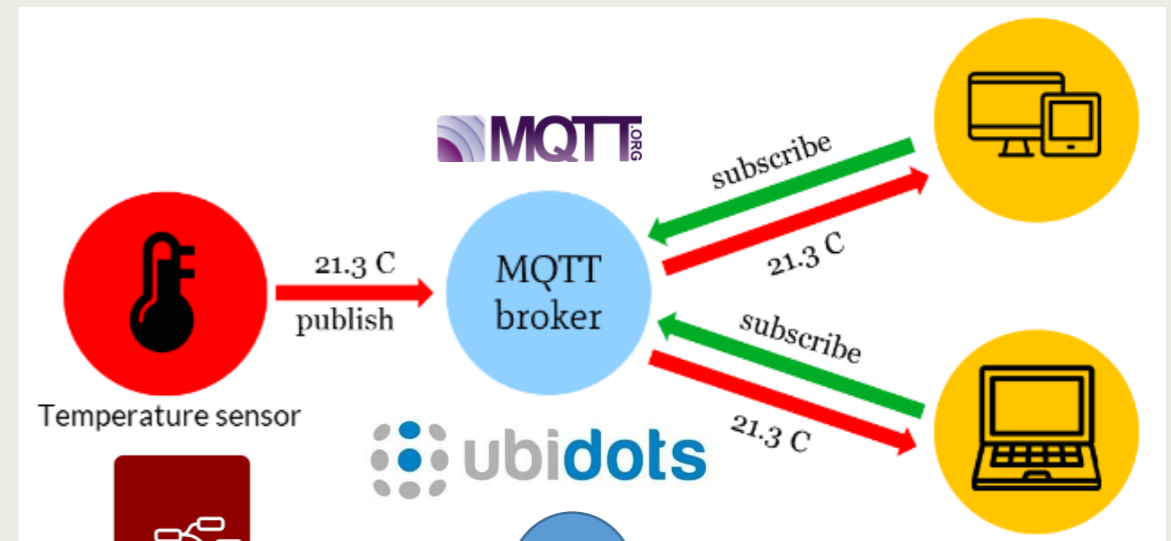 MQTT.ORG
subscribe
21.3 C
21.3 C
publish
MQTT
broker
subscribe
21.3 C
Temperature sensor
ubidots